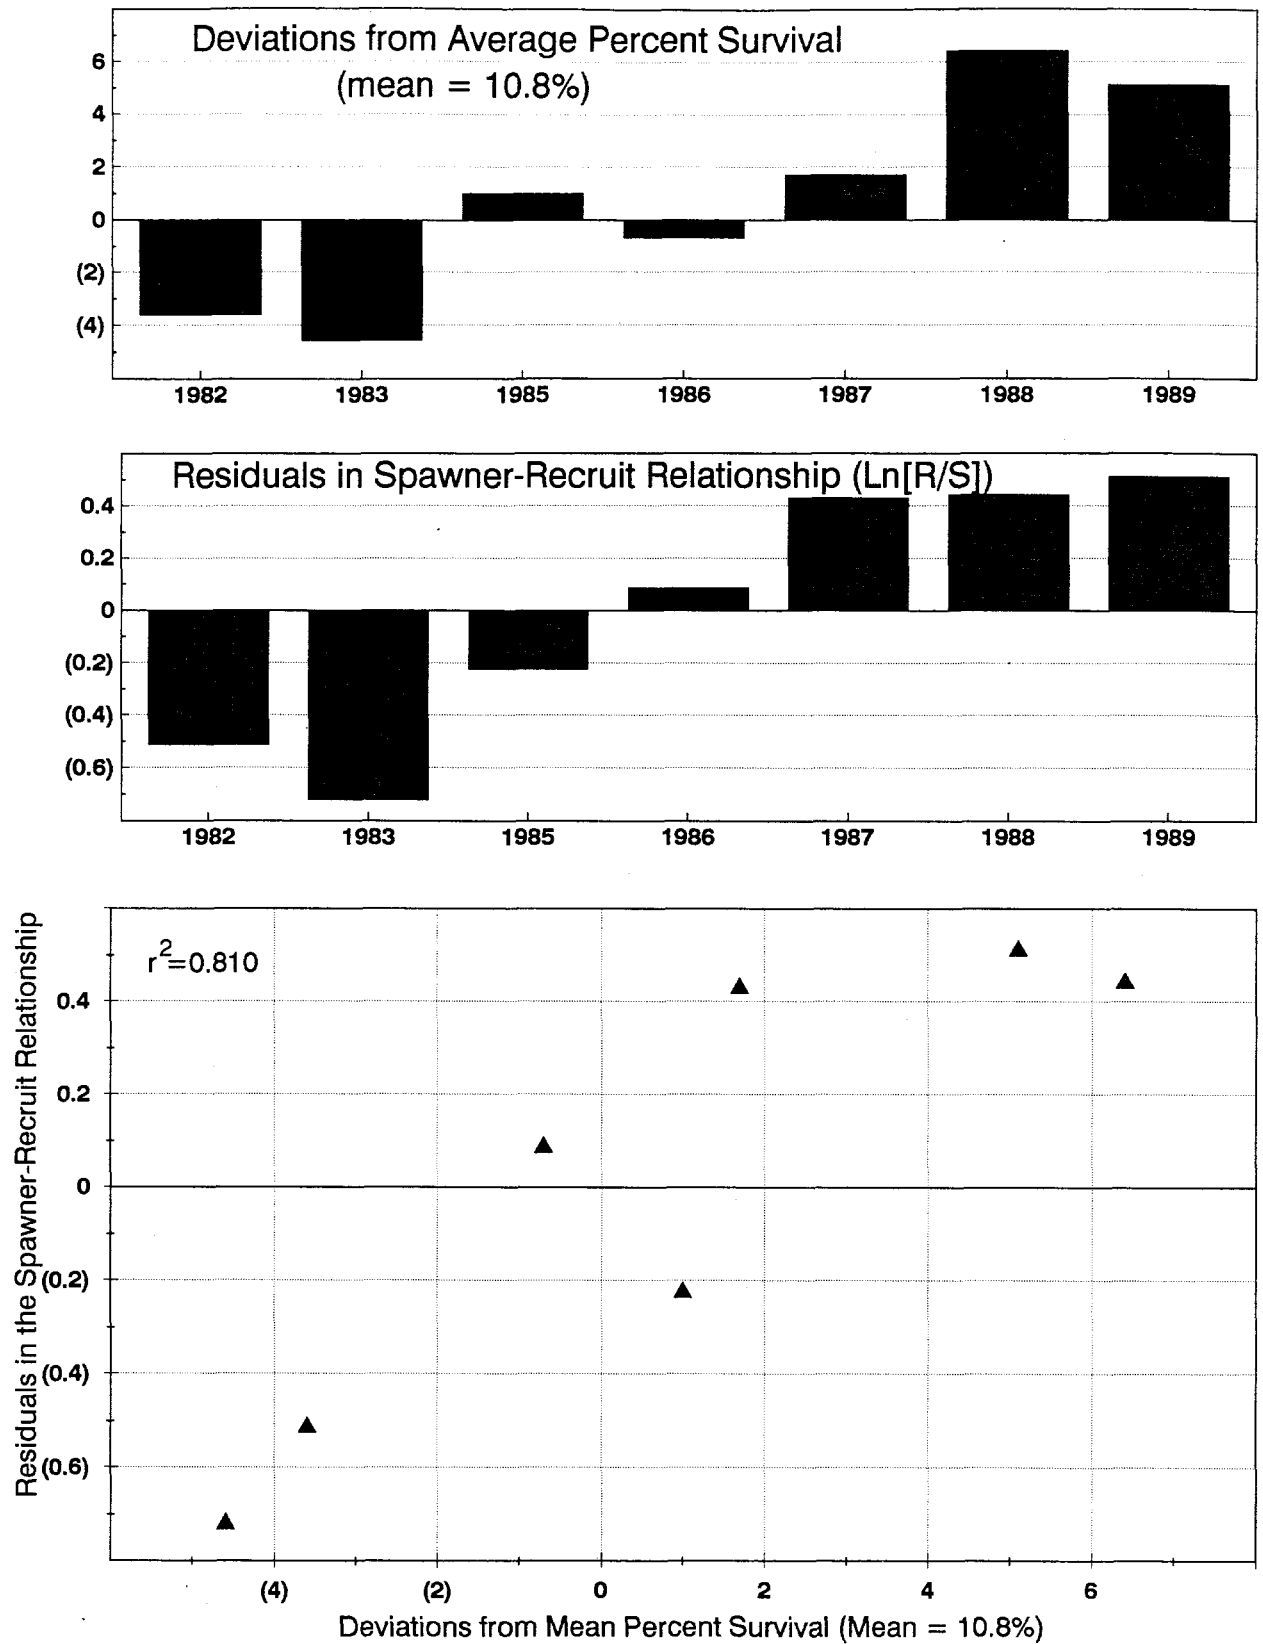 Deviations from Average Percent Survival
(mean = 10.8%)
6
4
2
0
(2)
(4)
1982 1983 1985 1986 1987 1988 1989
Residuals in Spawner-Recruit Relationship (Ln[R/S])
0.4
0.2
0
(0.2)
(0.4)
(0.6)
1982 1983 1985 1986 1987 1988 1989
Residuals in the Spawner-Recruit Relationship
r²=0.810
0.4
0.2
0
(0.2)
(0.4)
(0.6)
(4) (2) 0 2 4 6
Deviations from Mean Percent Survival (Mean = 10.8%)